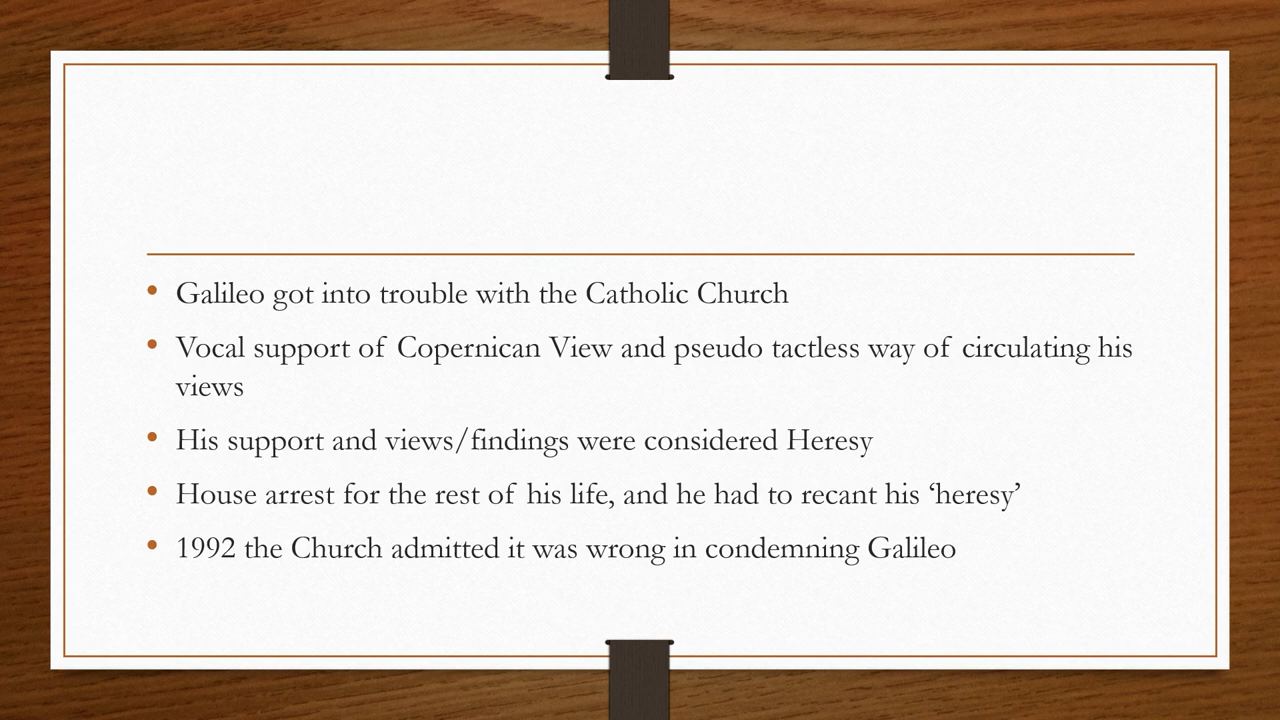 • Galileo got into trouble with the Catholic Church
• Vocal support of Copernican View and pseudo tactless way of circulating his
views
• His support and views/findings were considered Heresy
• House arrest for the rest of his life, and he had to recant his ‘heresy’
• 1992 the Church admitted it was wrong in condemning Galileo